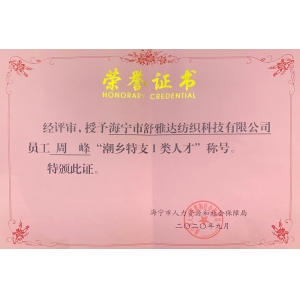 荣誉证书
HONORARY CREDENTIAL
经评审，授予海宁市舒雅达纺织科技有限公司
员工 周 峰 “潮乡特支Ⅰ类人才”称号。
特颁此证。
海宁市人力资源和社会保障局
二〇二〇年九月